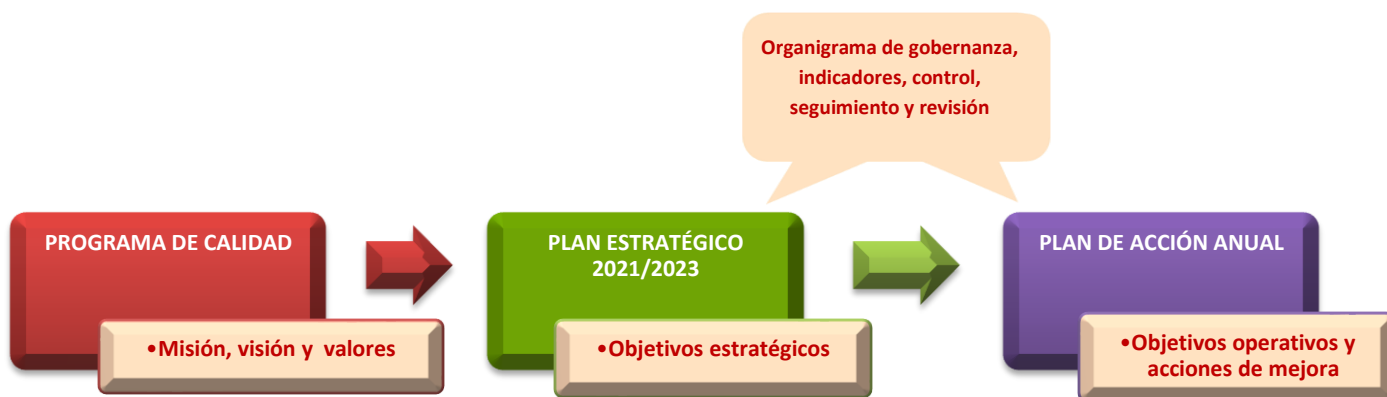 Organigrama de gobernanza,
indicadores, control,
seguimiento y revisión
PROGRAMA DE CALIDAD
•Misión, visión y valores
PLAN ESTRATÉGICO
2021/2023
•Objetivos estratégicos
PLAN DE ACCIÓN ANUAL
•Objetivos operativos y
acciones de mejora